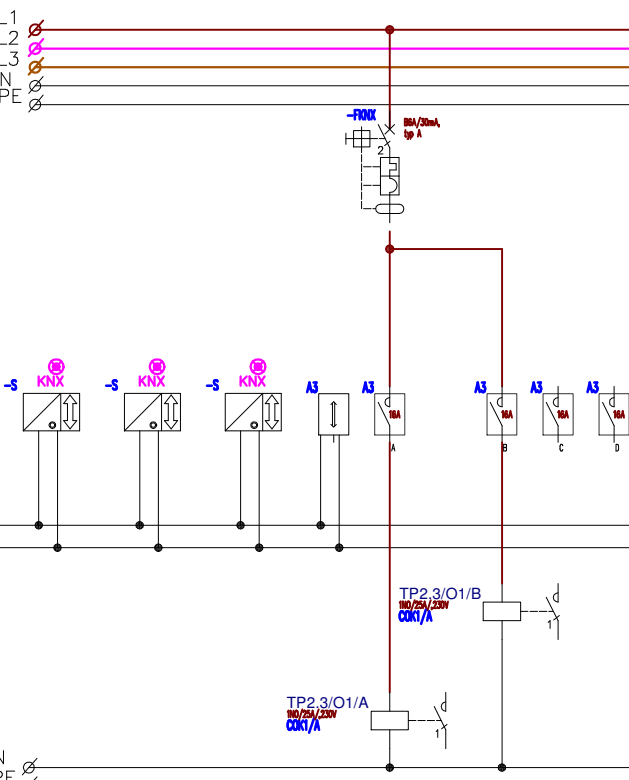 L1
L2
L3
N
PE
-FKNX
B6A/30mA,
typ A
2
KNX
KNX
KNX
-S
-S
-S
A3
A3
A3
A3
A3
16A
16A
16A
16A
A
B
C
D
TP2.3/O1/B
1NO/25A/,230V
COK1/A
1
TP2.3/O1/A
1NO/25A/,230V
COK1/A
1
N
PE